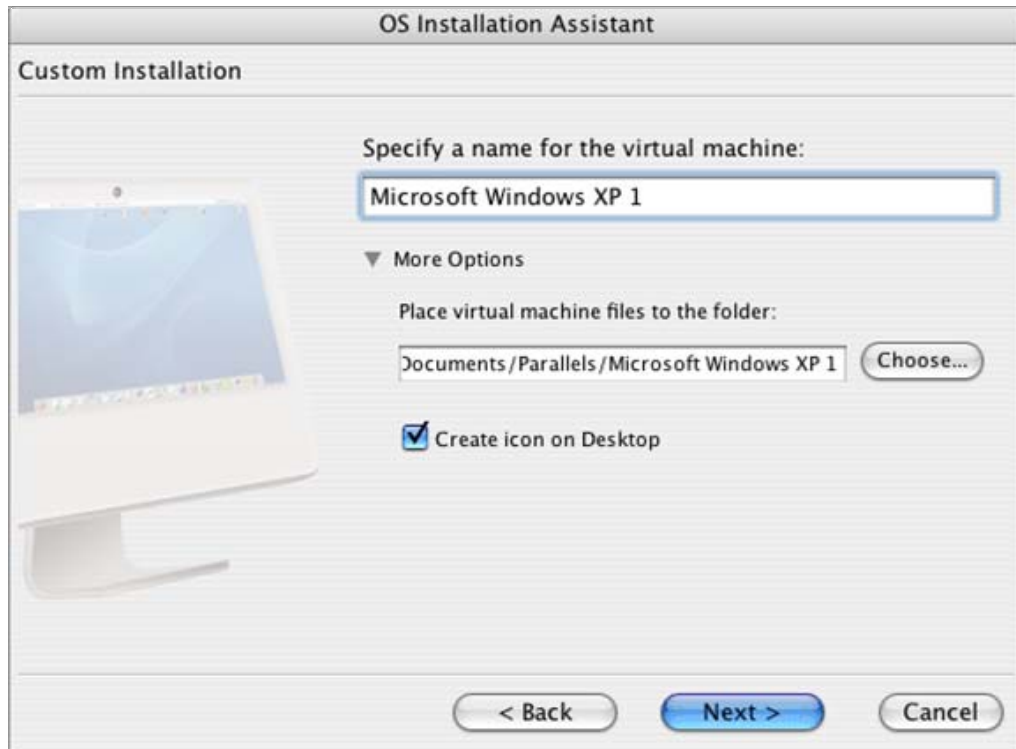 OS Installation Assistant
Custom Installation
Specify a name for the virtual machine:
Microsoft Windows XP 1
More Options
Place virtual machine files to the folder:
Documents/Parallels/Microsoft Windows XP 1
Choose...
Create icon on Desktop
< Back
Next >
Cancel